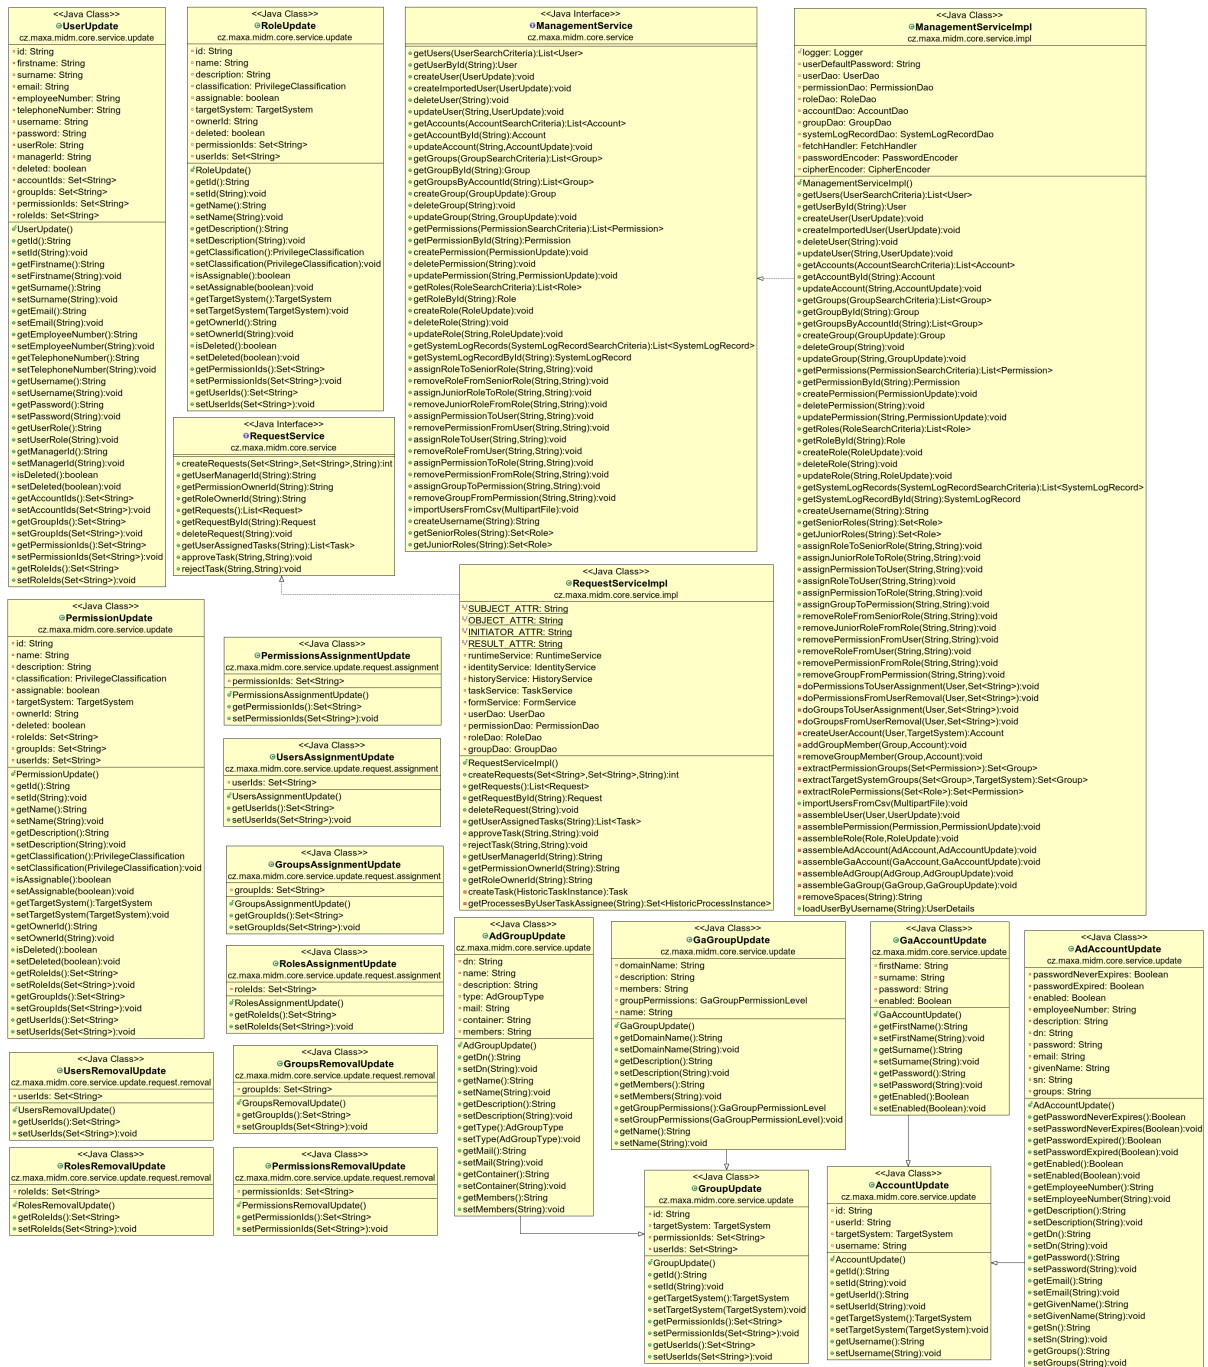 <<Java Class>>
UserUpdate
cz.maxa.midm.core.service.update
id: String
firstname: String
surname: String
email: String
employeeNumber: String
telephoneNumber: String
username: String
password: String
userRole: String
managerId: String
deleted: boolean
accountIds: Set<String>
groupIds: Set<String>
permissionIds: Set<String>
roleIds: Set<String>
UserUpdate()
getId():String
setId(String):void
getFirstname():String
setFirstname(String):void
getSurname():String
setSurname(String):void
getEmail():String
setEmail(String):void
getEmployeeNumber():String
setEmployeeNumber(String):void
getTelephoneNumber():String
setTelephoneNumber(String):void
getUsername():String
setUsername(String):void
getPassword():String
setPassword(String):void
getUserRole():String
setUserRole(String):void
getManagerId():String
setManagerId(String):void
isDeleted():boolean
setDeleted(boolean):void
getAccountIds():Set<String>
setAccountIds(Set<String>):void
getGroupIds():Set<String>
setGroupIds(Set<String>):void
getPermissionIds():Set<String>
setPermissionIds(Set<String>):void
getRoleIds():Set<String>
setRoleIds(Set<String>):void
<<Java Class>>
RoleUpdate
cz.maxa.midm.core.service.update
id: String
name: String
description: String
classification: PrivilegeClassification
assignable: boolean
targetSystem: TargetSystem
ownerId: String
deleted: boolean
permissionIds: Set<String>
userIds: Set<String>
RoleUpdate()
getId():String
setId(String):void
getName():String
setName(String):void
getDescription():String
setDescription(String):void
getClassification():PrivilegeClassification
setClassification(PrivilegeClassification):void
isAssignable():boolean
setAssignable(boolean):void
getTargetSystem():TargetSystem
setTargetSystem(TargetSystem):void
getOwnerId():String
setOwnerId(String):void
isDeleted():boolean
setDeleted(boolean):void
getPermissionIds():Set<String>
setPermissionIds(Set<String>):void
getUserIds():Set<String>
setUserIds(Set<String>):void
<<Java Interface>>
RequestService
cz.maxa.midm.core.service
createRequests(Set<String>,Set<String>,String):int
getUserManagerId(String):String
getPermissionOwnerId(String):String
getRoleOwnerId(String):String
getRequests():List<Request>
getRequestById(String):Request
deleteRequest(String):void
getUserAssignedTasks(String):List<Task>
approveTask(String,String):void
rejectTask(String,String):void
<<Java Interface>>
ManagementService
cz.maxa.midm.core.service
getUsers(UserSearchCriteria):List<User>
getUserById(String):User
createUser(UserUpdate):void
createImportedUser(UserUpdate):void
deleteUser(String):void
updateUser(String,UserUpdate):void
getAccounts(AccountSearchCriteria):List<Account>
getAccountById(String):Account
updateAccount(String,AccountUpdate):void
getGroups(GroupSearchCriteria):List<Group>
getGroupById(String):Group
getGroupsByAccountId(String):List<Group>
createGroup(GroupUpdate):Group
deleteGroup(String):void
updateGroup(String,GroupUpdate):void
getPermissions(PermissionSearchCriteria):List<Permission>
getPermissionById(String):Permission
createPermission(PermissionUpdate):void
deletePermission(String):void
updatePermission(String,PermissionUpdate):void
getRoles(RoleSearchCriteria):List<Role>
getRoleById(String):Role
createRole(RoleUpdate):void
deleteRole(String):void
updateRole(String,RoleUpdate):void
getSystemLogRecords(SystemLogRecordSearchCriteria):List<SystemLogRecord>
getSystemLogRecordById(String):SystemLogRecord
assignRoleToSeniorRole(String,String):void
removeRoleFromSeniorRole(String,String):void
assignJuniorRoleToRole(String,String):void
removeJuniorRoleFromRole(String,String):void
assignPermissionToUser(String,String):void
removePermissionFromUser(String,String):void
assignRoleToUser(String,String):void
removeRoleFromUser(String,String):void
assignPermissionToRole(String,String):void
removePermissionFromRole(String,String):void
assignGroupToPermission(String,String):void
removeGroupFromPermission(String,String):void
importUsersFromCsv(MultipartFile):void
createUsername(String):String
getSeniorRoles(String):Set<Role>
getJuniorRoles(String):Set<Role>
<<Java Class>>
ManagementServiceImpl
cz.maxa.midm.core.service.impl
logger: Logger
userDefaultPassword: String
userDao: UserDao
permissionDao: PermissionDao
roleDao: RoleDao
accountDao: AccountDao
groupDao: GroupDao
systemLogRecordDao: SystemLogRecordDao
fetchHandler: FetchHandler
passwordEncoder: PasswordEncoder
cipherEncoder: CipherEncoder
ManagementServiceImpl()
getUsers(UserSearchCriteria):List<User>
getUserById(String):User
createUser(UserUpdate):void
createImportedUser(UserUpdate):void
deleteUser(String):void
updateUser(String,UserUpdate):void
getAccounts(AccountSearchCriteria):List<Account>
getAccountById(String):Account
updateAccount(String,AccountUpdate):void
getGroups(GroupSearchCriteria):List<Group>
getGroupById(String):Group
getGroupsByAccountId(String):List<Group>
createGroup(GroupUpdate):Group
deleteGroup(String):void
updateGroup(String,GroupUpdate):void
getPermissions(PermissionSearchCriteria):List<Permission>
getPermissionById(String):Permission
createPermission(PermissionUpdate):void
deletePermission(String):void
updatePermission(String,PermissionUpdate):void
getRoles(RoleSearchCriteria):List<Role>
getRoleById(String):Role
createRole(RoleUpdate):void
deleteRole(String):void
updateRole(String,RoleUpdate):void
getSystemLogRecords(SystemLogRecordSearchCriteria):List<SystemLogRecord>
getSystemLogRecordById(String):SystemLogRecord
createUsername(String):String
getSeniorRoles(String):Set<Role>
getJuniorRoles(String):Set<Role>
assignRoleToSeniorRole(String,String):void
assignJuniorRoleToRole(String,String):void
assignPermissionToUser(String,String):void
assignRoleToUser(String,String):void
assignPermissionToRole(String,String):void
assignGroupToPermission(String,String):void
removeRoleFromSeniorRole(String,String):void
removeJuniorRoleFromRole(String,String):void
removePermissionFromUser(String,String):void
removeRoleFromUser(String,String):void
removePermissionFromRole(String,String):void
removeGroupFromPermission(String,String):void
doPermissionsToUserAssignment(User,Set<String>):void
doPermissionsFromUserRemoval(User,Set<String>):void
doGroupsToUserAssignment(User,Set<String>):void
doGroupsFromUserRemoval(User,Set<String>):void
createUserAccount(User,TargetSystem):Account
addGroupMember(Group,Account):void
removeGroupMember(Group,Account):void
extractPermissionGroups(Set<Permission>):Set<Group>
extractTargetSystemGroups(Set<Group>,TargetSystem):Set<Group>
extractRolePermissions(Set<Role>):Set<Permission>
importUsersFromCsv(MultipartFile):void
assembleUser(User,UserUpdate):void
assemblePermission(Permission,PermissionUpdate):void
assembleRole(Role,RoleUpdate):void
assembleAdAccount(AdAccount,AdAccountUpdate):void
assembleGaAccount(GaAccount,GaAccountUpdate):void
assembleAdGroup(AdGroup,AdGroupUpdate):void
assembleGaGroup(GaGroup,GaGroupUpdate):void
removeSpaces(String):String
loadUserByUsername(String):UserDetails
<<Java Class>>
RequestServiceImpl
cz.maxa.midm.core.service.impl
SUBJECT_ATTR: String
OBJECT_ATTR: String
INITIATOR_ATTR: String
RESULT_ATTR: String
runtimeService: RuntimeService
identityService: IdentityService
historyService: HistoryService
taskService: TaskService
formService: FormService
userDao: UserDao
permissionDao: PermissionDao
roleDao: RoleDao
groupDao: GroupDao
RequestServiceImpl()
createRequests(Set<String>,Set<String>,String):int
getRequests():List<Request>
getRequestById(String):Request
deleteRequest(String):void
getUserAssignedTasks(String):List<Task>
approveTask(String,String):void
rejectTask(String,String):void
getUserManagerId(String):String
getPermissionOwnerId(String):String
getRoleOwnerId(String):String
createTask(HistoricTaskInstance):Task
getProcessesByUserTaskAssignee(String):Set<HistoricProcessInstance>
<<Java Class>>
PermissionUpdate
cz.maxa.midm.core.service.update
id: String
name: String
description: String
classification: PrivilegeClassification
assignable: boolean
targetSystem: TargetSystem
ownerId: String
deleted: boolean
roleIds: Set<String>
groupIds: Set<String>
userIds: Set<String>
PermissionUpdate()
getId():String
setId(String):void
getName():String
setName(String):void
getDescription():String
setDescription(String):void
getClassification():PrivilegeClassification
setClassification(PrivilegeClassification):void
isAssignable():boolean
setAssignable(boolean):void
getTargetSystem():TargetSystem
setTargetSystem(TargetSystem):void
getOwnerId():String
setOwnerId(String):void
isDeleted():boolean
setDeleted(boolean):void
getRoleIds():Set<String>
setRoleIds(Set<String>):void
getGroupIds():Set<String>
setGroupIds(Set<String>):void
getUserIds():Set<String>
setUserIds(Set<String>):void
<<Java Class>>
PermissionsAssignmentUpdate
cz.maxa.midm.core.service.update.request.assignment
permissionIds: Set<String>
PermissionsAssignmentUpdate()
getPermissionIds():Set<String>
setPermissionIds(Set<String>):void
<<Java Class>>
UsersAssignmentUpdate
cz.maxa.midm.core.service.update.request.assignment
userIds: Set<String>
UsersAssignmentUpdate()
getUserIds():Set<String>
setUserIds(Set<String>):void
<<Java Class>>
GroupsAssignmentUpdate
cz.maxa.midm.core.service.update.request.assignment
groupIds: Set<String>
GroupsAssignmentUpdate()
getGroupIds():Set<String>
setGroupIds(Set<String>):void
<<Java Class>>
RolesAssignmentUpdate
cz.maxa.midm.core.service.update.request.assignment
roleIds: Set<String>
RolesAssignmentUpdate()
getRoleIds():Set<String>
setRoleIds(Set<String>):void
<<Java Class>>
UsersRemovalUpdate
cz.maxa.midm.core.service.update.request.removal
userIds: Set<String>
UsersRemovalUpdate()
getUserIds():Set<String>
setUserIds(Set<String>):void
<<Java Class>>
GroupsRemovalUpdate
cz.maxa.midm.core.service.update.request.removal
groupIds: Set<String>
GroupsRemovalUpdate()
getGroupIds():Set<String>
setGroupIds(Set<String>):void
<<Java Class>>
RolesRemovalUpdate
cz.maxa.midm.core.service.update.request.removal
roleIds: Set<String>
RolesRemovalUpdate()
getRoleIds():Set<String>
setRoleIds(Set<String>):void
<<Java Class>>
PermissionsRemovalUpdate
cz.maxa.midm.core.service.update.request.removal
permissionIds: Set<String>
PermissionsRemovalUpdate()
getPermissionIds():Set<String>
setPermissionIds(Set<String>):void
<<Java Class>>
AdGroupUpdate
cz.maxa.midm.core.service.update
dn: String
name: String
description: String
type: AdGroupType
mail: String
container: String
members: String
AdGroupUpdate()
getDn():String
setDn(String):void
getName():String
setName(String):void
getDescription():String
setDescription(String):void
getType():AdGroupType
setType(AdGroupType):void
getMail():String
setMail(String):void
getContainer():String
setContainer(String):void
getMembers():String
setMembers(String):void
<<Java Class>>
GaGroupUpdate
cz.maxa.midm.core.service.update
domainName: String
description: String
members: String
groupPermissions: GaGroupPermissionLevel
name: String
GaGroupUpdate()
getDomainName():String
setDomainName(String):void
getDescription():String
setDescription(String):void
getMembers():String
setMembers(String):void
getGroupPermissions():GaGroupPermissionLevel
setGroupPermissions(GaGroupPermissionLevel):void
getName():String
setName(String):void
<<Java Class>>
GaAccountUpdate
cz.maxa.midm.core.service.update
firstName: String
surname: String
password: String
enabled: Boolean
GaAccountUpdate()
getFirstName():String
setFirstName(String):void
getSurname():String
setSurname(String):void
getPassword():String
setPassword(String):void
getEnabled():Boolean
setEnabled(Boolean):void
<<Java Class>>
AdAccountUpdate
cz.maxa.midm.core.service.update
passwordNeverExpires: Boolean
passwordExpired: Boolean
enabled: Boolean
employeeNumber: String
description: String
dn: String
password: String
email: String
givenName: String
sn: String
groups: String
AdAccountUpdate()
getPasswordNeverExpires():Boolean
setPasswordNeverExpires(Boolean):void
getPasswordExpired():Boolean
setPasswordExpired(Boolean):void
getEnabled():Boolean
setEnabled(Boolean):void
getEmployeeNumber():String
setEmployeeNumber(String):void
getDescription():String
setDescription(String):void
getDn():String
setDn(String):void
getPassword():String
setPassword(String):void
getEmail():String
setEmail(String):void
getGivenName():String
setGivenName(String):void
getSn():String
setSn(String):void
getGroups():String
setGroups(String):void
<<Java Class>>
GroupUpdate
cz.maxa.midm.core.service.update
id: String
targetSystem: TargetSystem
permissionIds: Set<String>
userIds: Set<String>
GroupUpdate()
getId():String
setId(String):void
getTargetSystem():TargetSystem
setTargetSystem(TargetSystem):void
getPermissionIds():Set<String>
setPermissionIds(Set<String>):void
getUserIds():Set<String>
setUserIds(Set<String>):void
<<Java Class>>
AccountUpdate
cz.maxa.midm.core.service.update
id: String
userId: String
targetSystem: TargetSystem
username: String
AccountUpdate()
getId():String
setId(String):void
getUserId():String
setUserId(String):void
getTargetSystem():TargetSystem
setTargetSystem(TargetSystem):void
getUsername():String
setUsername(String):void